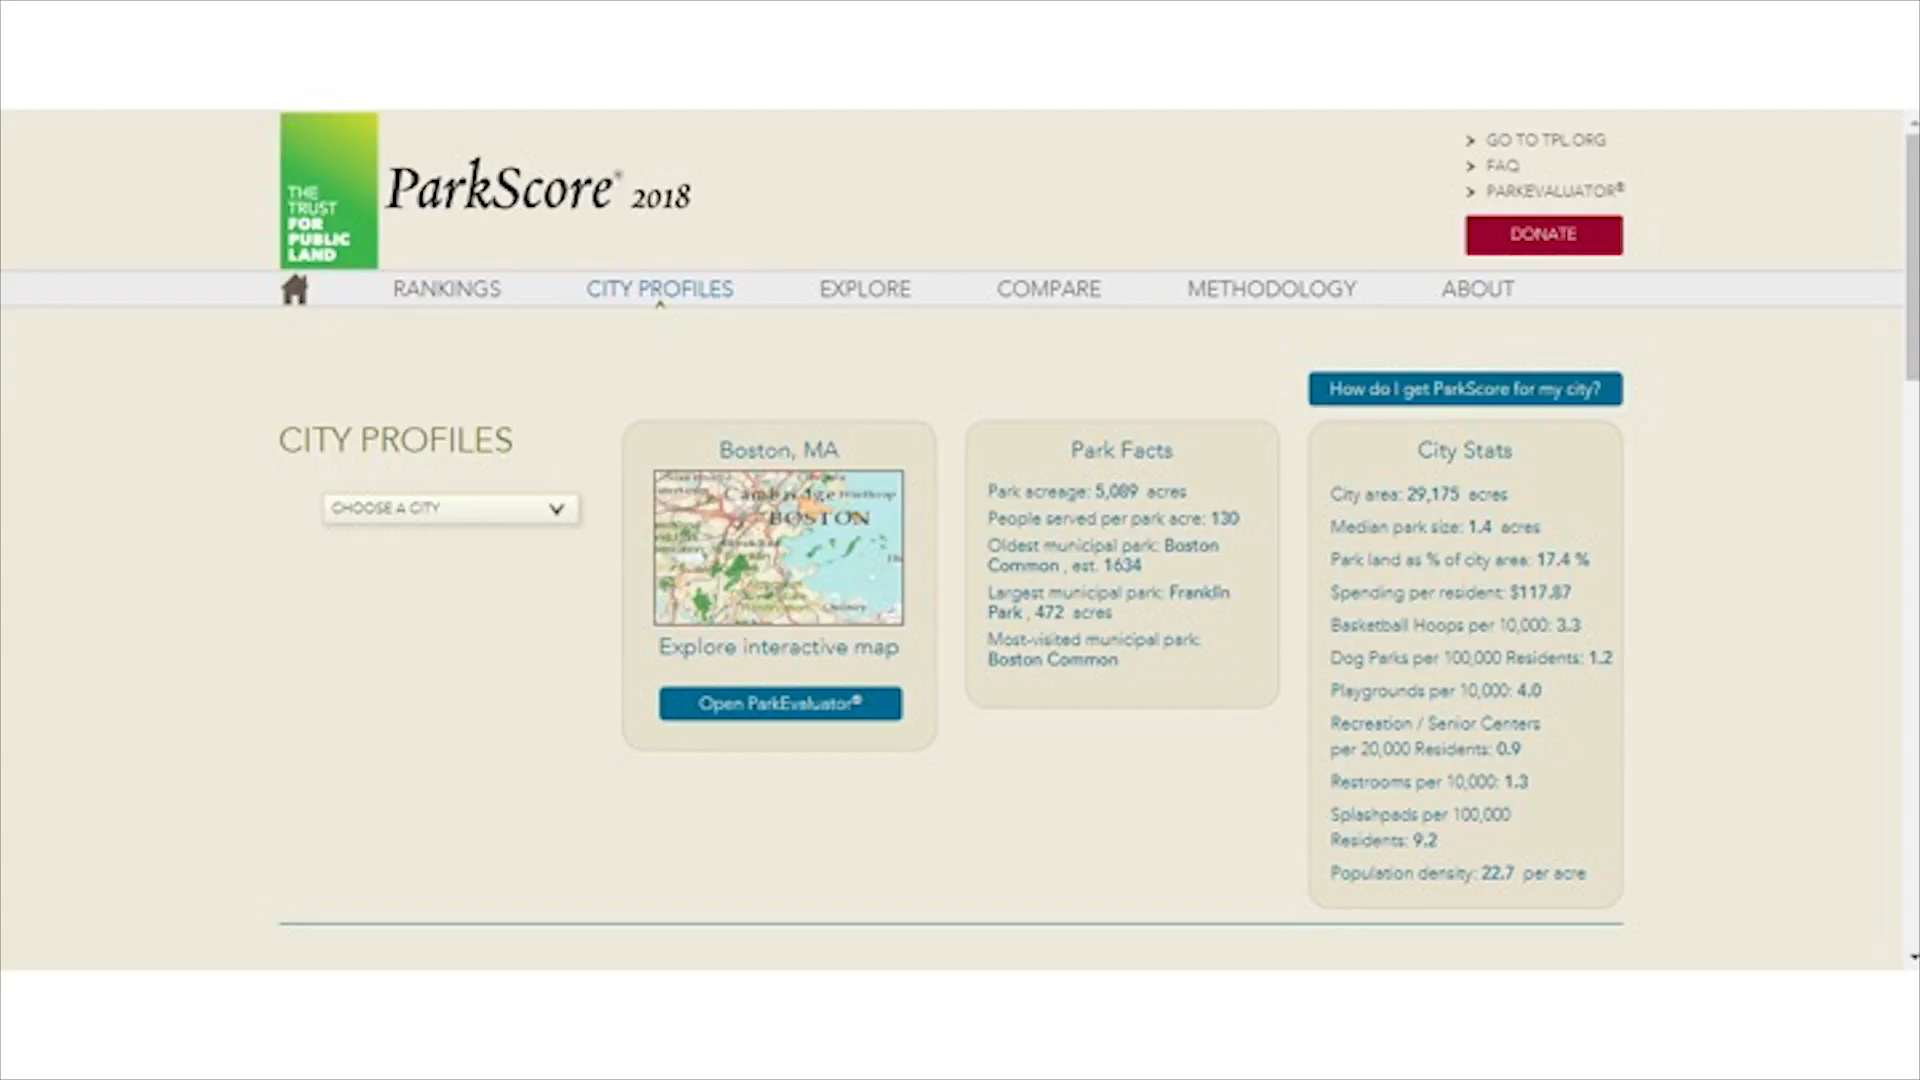 THE
TRUST
FOR
PUBLIC
LAND
ParkScore® 2018
> GO TO TPL.ORG
> FAQ
> PARKEVALUATOR®
DONATE
RANKINGS
CITY PROFILES
EXPLORE
COMPARE
METHODOLOGY
ABOUT
How do I get ParkScore for my city?
CITY PROFILES
CHOOSE A CITY
Boston, MA
Cambridge Winthrop
BOSTON
Quincy
Explore interactive map
Open ParkEvaluator®
Park Facts
Park acreage: 5,089 acres
People served per park acre: 130
Oldest municipal park: Boston
Common , est. 1634
Largest municipal park: Franklin
Park , 472 acres
Most-visited municipal park:
Boston Common
City Stats
City area: 29,175 acres
Median park size: 1.4 acres
Park land as % of city area: 17.4 %
Spending per resident: $117.87
Basketball Hoops per 10,000: 3.3
Dog Parks per 100,000 Residents: 1.2
Playgrounds per 10,000: 4.0
Recreation / Senior Centers
per 20,000 Residents: 0.9
Restrooms per 10,000: 1.3
Splashpads per 100,000
Residents: 9.2
Population density: 22.7 per acre